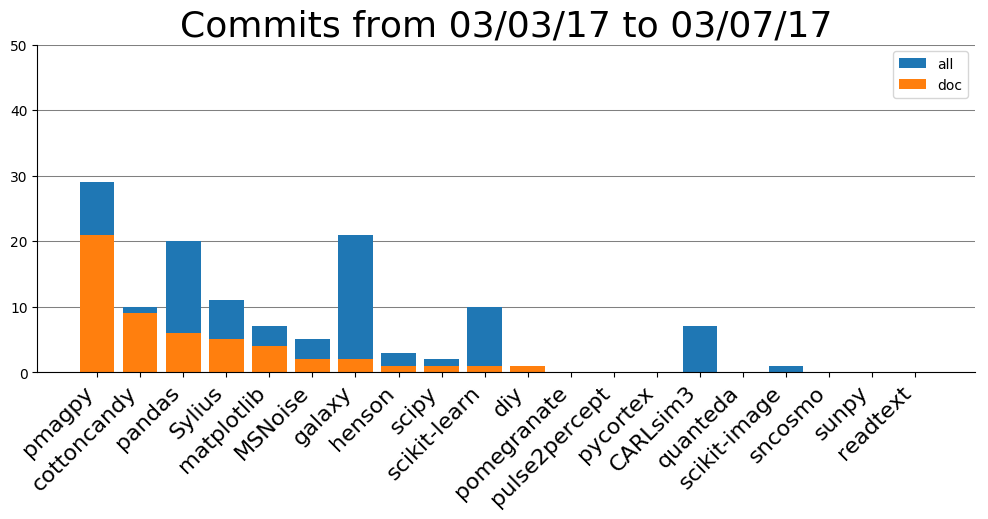 Commits from 03/03/17 to 03/07/17
50
40
30
20
10
0
all
doc
pmagpy
cottoncandy
pandas
Sylius
matplotlib
MSNoise
galaxy
henson
scipy
scikit-learn
diy
pomegranate
pulse2percept
pycortex
CARLsim3
quanteda
scikit-image
sncosmo
sunpy
readtext